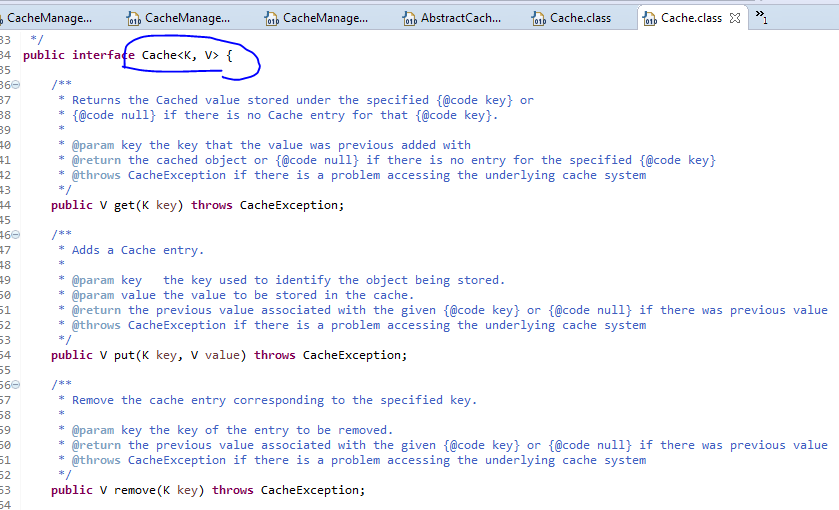 CacheManage...
CacheManage...
CacheManage...
AbstractCach...
Cache.class
Cache.class
»1
33 */
34 public interface Cache<K, V> {
35
36 /**
37 * Returns the Cached value stored under the specified {@code key} or
38 * {@code null} if there is no Cache entry for that {@code key}.
39 *
40 * @param key the key that the value was previous added with
41 * @return the cached object or {@code null} if there is no entry for the specified {@code key}
42 * @throws CacheException if there is a problem accessing the underlying cache system
43 */
44 public V get(K key) throws CacheException;
45
46 /**
47 * Adds a Cache entry.
48 *
49 * @param key   the key used to identify the object being stored.
50 * @param value the value to be stored in the cache.
51 * @return the previous value associated with the given {@code key} or {@code null} if there was previous value
52 * @throws CacheException if there is a problem accessing the underlying cache system
53 */
54 public V put(K key, V value) throws CacheException;
55
56 /**
57 * Remove the cache entry corresponding to the specified key.
58 *
59 * @param key the key of the entry to be removed.
60 * @return the previous value associated with the given {@code key} or {@code null} if there was previous value
61 * @throws CacheException if there is a problem accessing the underlying cache system
62 */
63 public V remove(K key) throws CacheException;
64